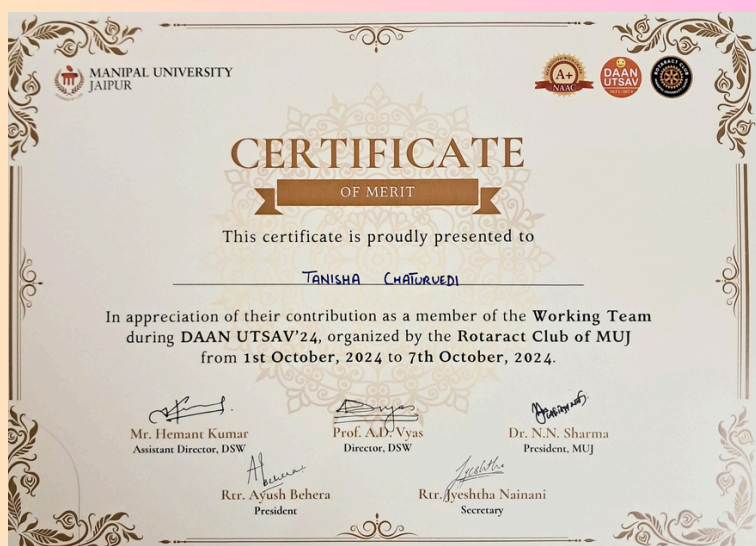 MANIPAL UNIVERSITY
JAIPUR
A+
NAAC
DAAN
UTSAV
ROTARACT CLUB
CERTIFICATE
OF MERIT
This certificate is proudly presented to
TANISHA CHATURVEDI
In appreciation of their contribution as a member of the Working Team
during DAAN UTSAV'24, organized by the Rotaract Club of MUJ
from 1st October, 2024 to 7th October, 2024.
Mr. Hemant Kumar
Assistant Director, DSW
Prof. A.D. Vyas
Director, DSW
Dr. N.N. Sharma
President, MUJ
Rtr. Ayush Behera
President
Rtr. Jyeshtha Nainani
Secretary